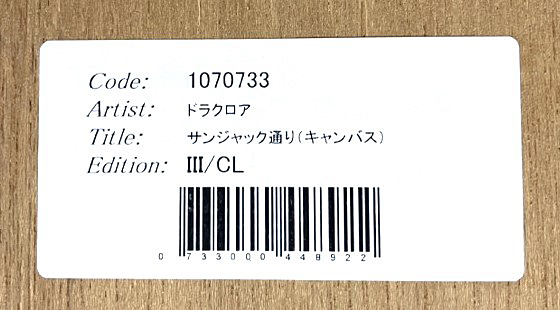 Code: 1070733
Artist: ドラクロア
Title: サンジャック通り(キャンバス)
Edition: III/CL
0 733000 448922